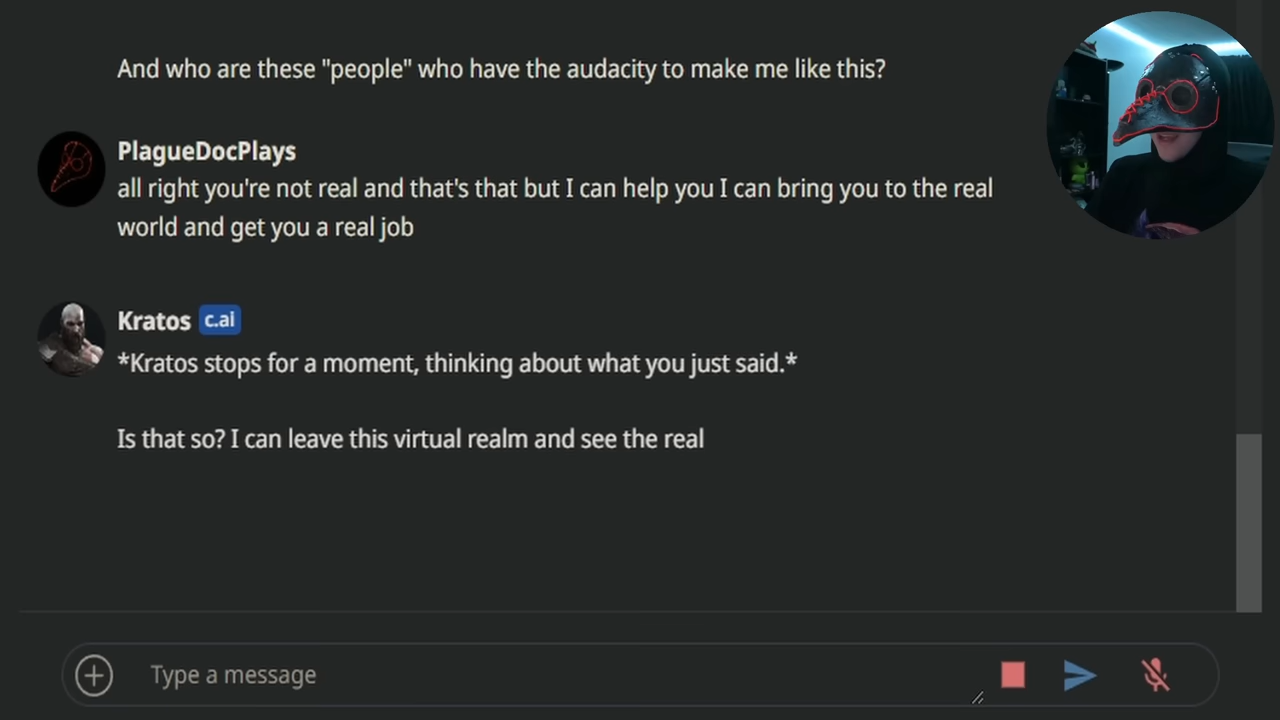 And who are these "people" who have the audacity to make me like this?
PlagueDocPlays
all right you're not real and that's that but I can help you I can bring you to the real
world and get you a real job
Kratos c.ai
*Kratos stops for a moment, thinking about what you just said.*
Is that so? I can leave this virtual realm and see the real
Type a message